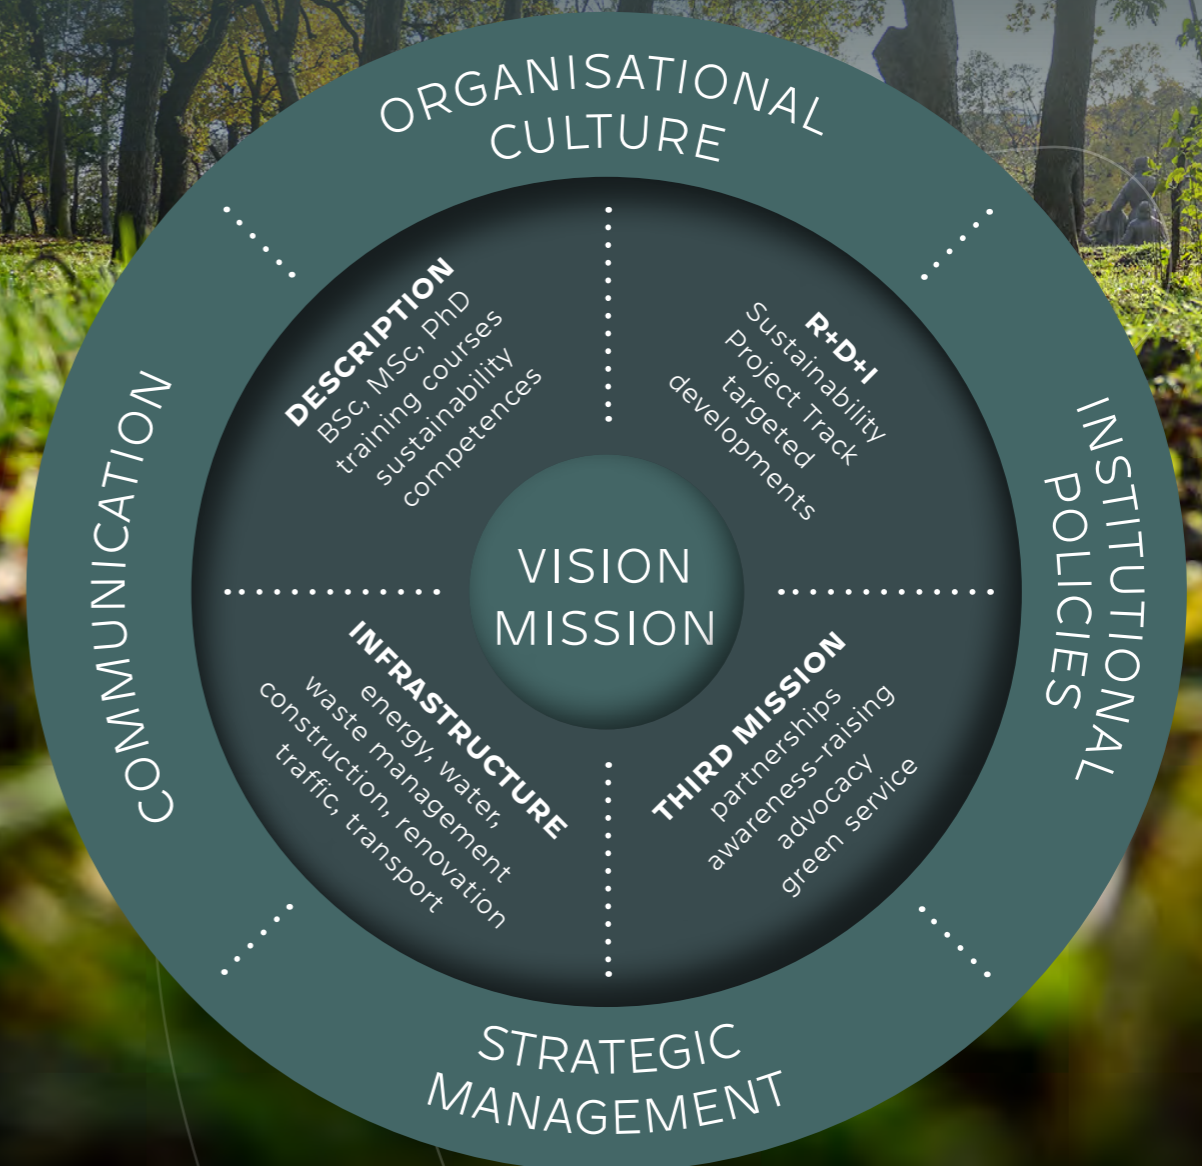 ORGANISATIONAL
CULTURE
DESCRIPTION
BSc, MSc, PhD
training courses
sustainability
competences
R+D+I
Sustainability
Project Track
targeted
developments
COMMUNICATION
VISION
MISSION
INSTITUTIONAL
POLICIES
INFRASTRUCTURE
energy, water,
waste management
construction, renovation
traffic, transport
THIRD MISSION
partnerships
awareness-raising
advocacy
green service
STRATEGIC
MANAGEMENT